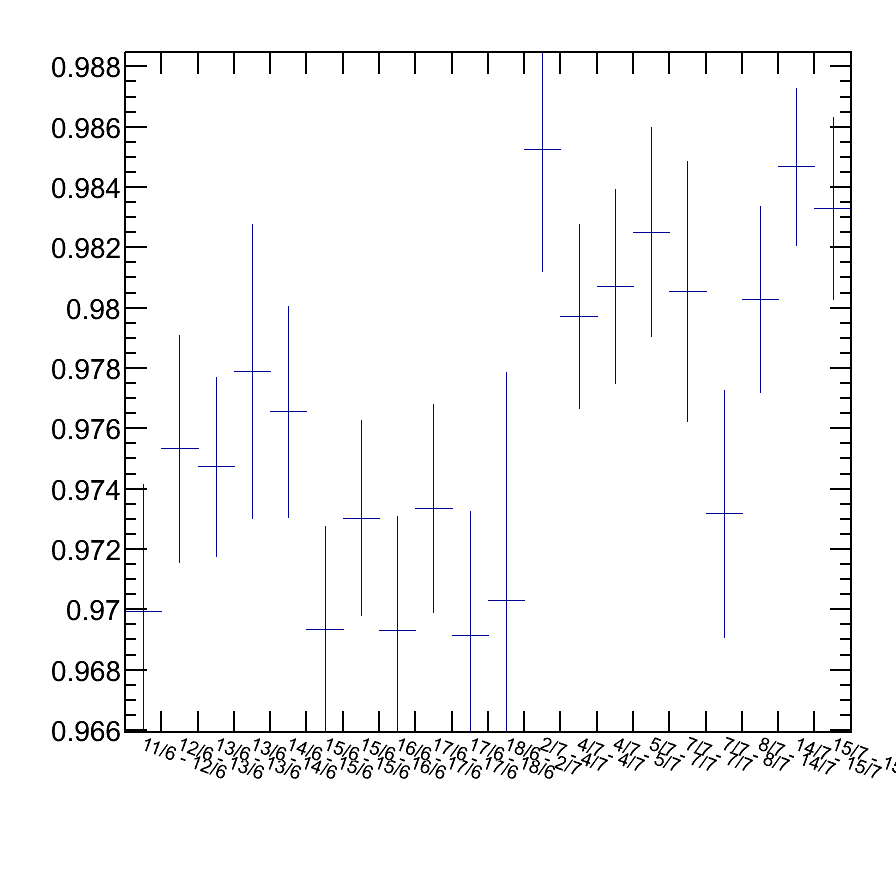 0.988
0.986
0.984
0.982
0.98
0.978
0.976
0.974
0.972
0.97
0.968
0.966
11/6 - 12/6
12/6 - 13/6
13/6 - 13/6
13/6 - 14/6
14/6 - 15/6
15/6 - 15/6
15/6 - 16/6
16/6 - 17/6
17/6 - 17/6
17/6 - 18/6
18/6 - 2/7
2/7 - 4/7
4/7 - 4/7
4/7 - 5/7
5/7 - 7/7
7/7 - 7/7
7/7 - 8/7
8/7 - 14/7
14/7 - 15/7
15/7 -